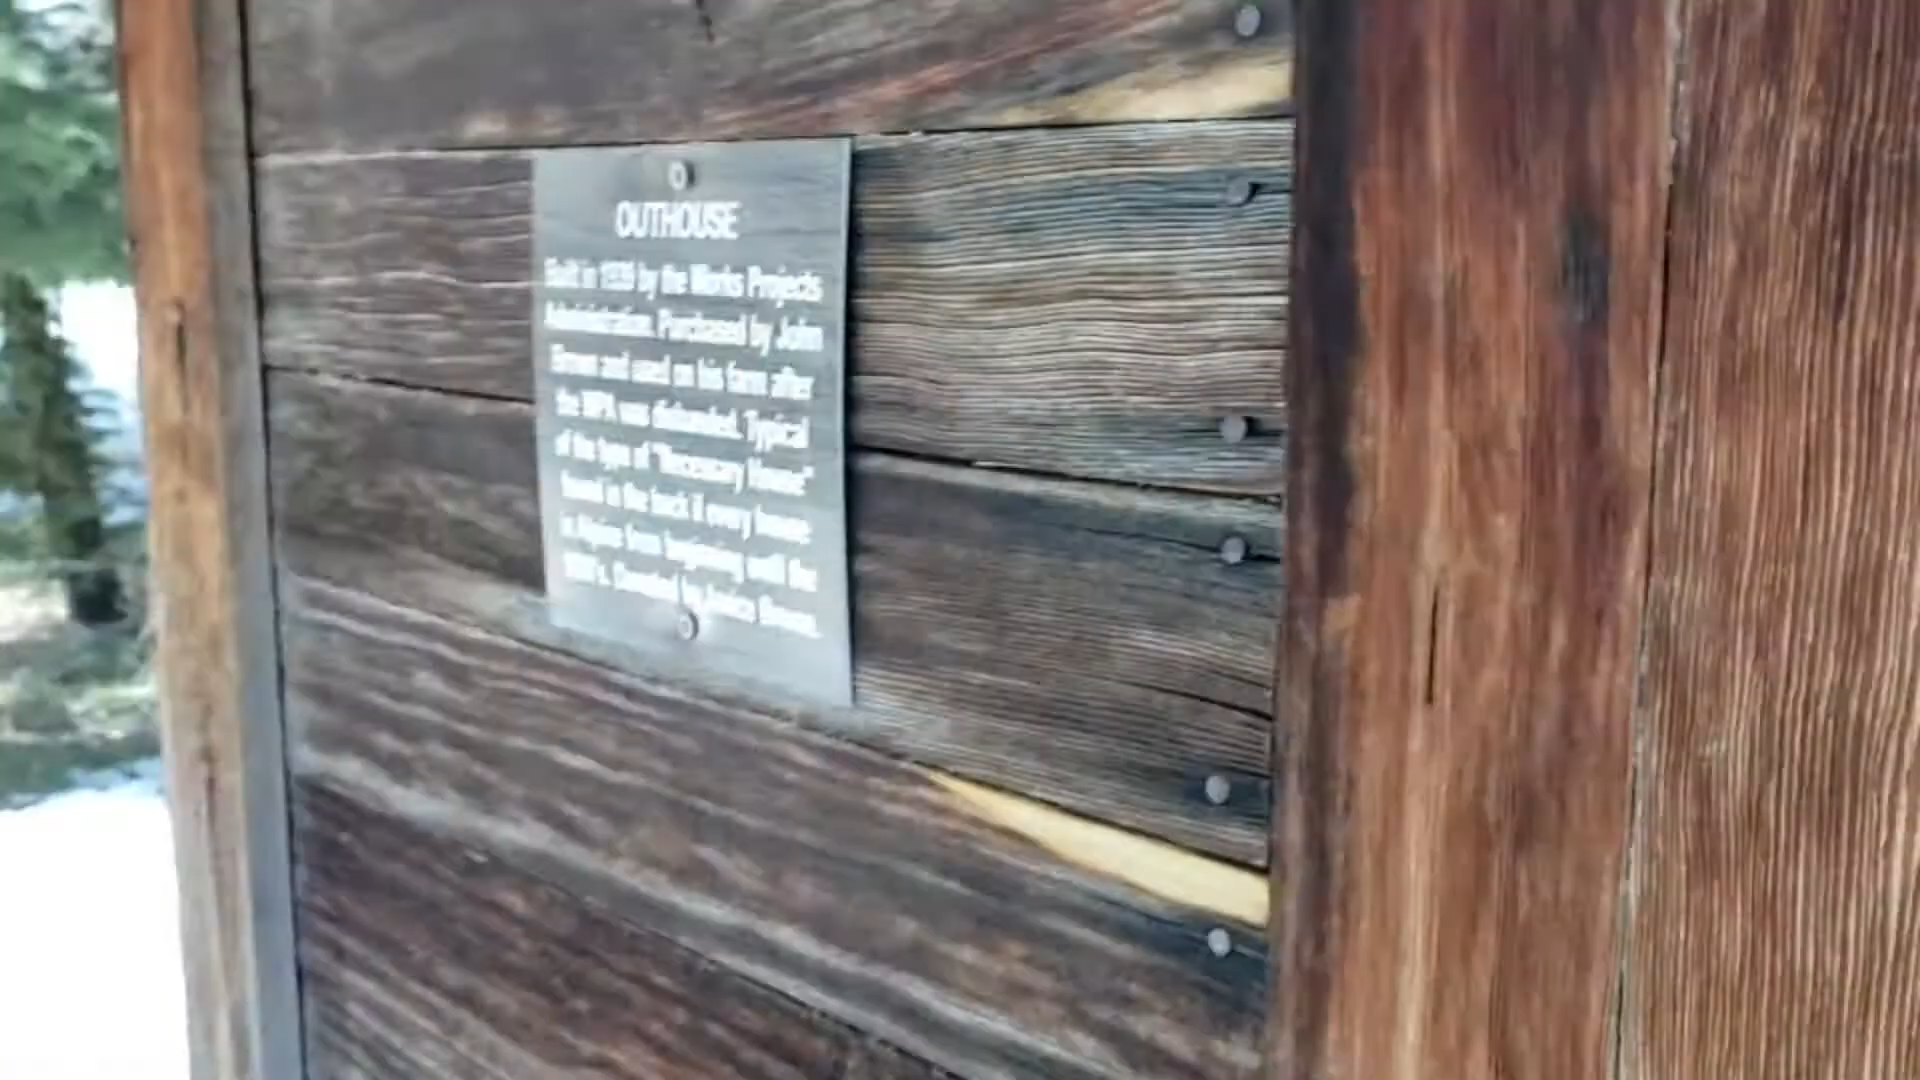 OUTHOUSE
Built in by the Works Projects
Administration. Purchased by John
and used on his farm after
the WPA was disbanded. Typical
of the type of "Necessary House"
found in the back if every house
in from beginning until the
Donated by